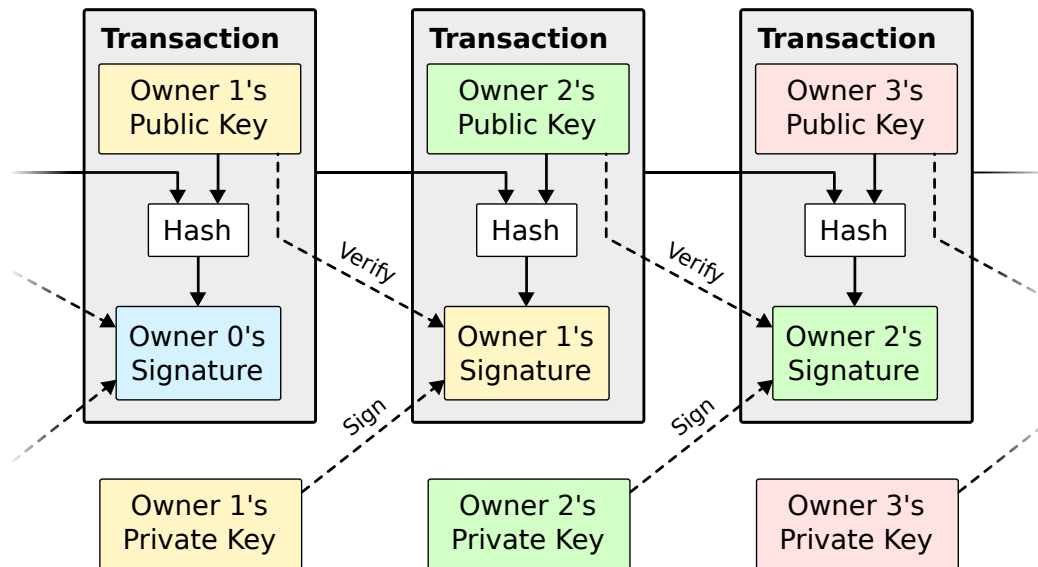 Transaction
Owner 1's
Public Key
Hash
Owner 0's
Signature
Transaction
Owner 2's
Public Key
Hash
Verify
Owner 1's
Signature
Sign
Transaction
Owner 3's
Public Key
Hash
Verify
Owner 2's
Signature
Sign
Owner 1's
Private Key
Owner 2's
Private Key
Owner 3's
Private Key